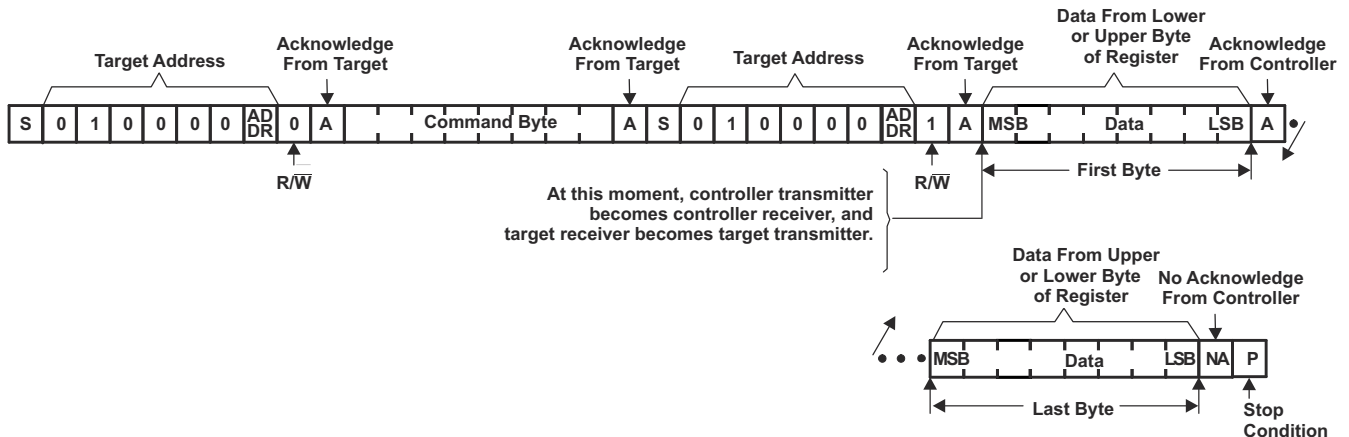 Data From Lower
or Upper Byte
of Register
Acknowledge
From Target
Acknowledge
From Target
Acknowledge
From Target
Acknowledge
From Controller
Target Address
Target Address
S 0 1 0 0 0 0 AD DR 0 A Command Byte A S 0 1 0 0 0 0 AD DR 1 A MSB Data LSB A
R/W̅
R/W̅
First Byte
At this moment, controller transmitter
becomes controller receiver, and
target receiver becomes target transmitter.
Data From Upper
or Lower Byte
of Register
No Acknowledge
From Controller
MSB Data LSB NA P
Last Byte
Stop
Condition